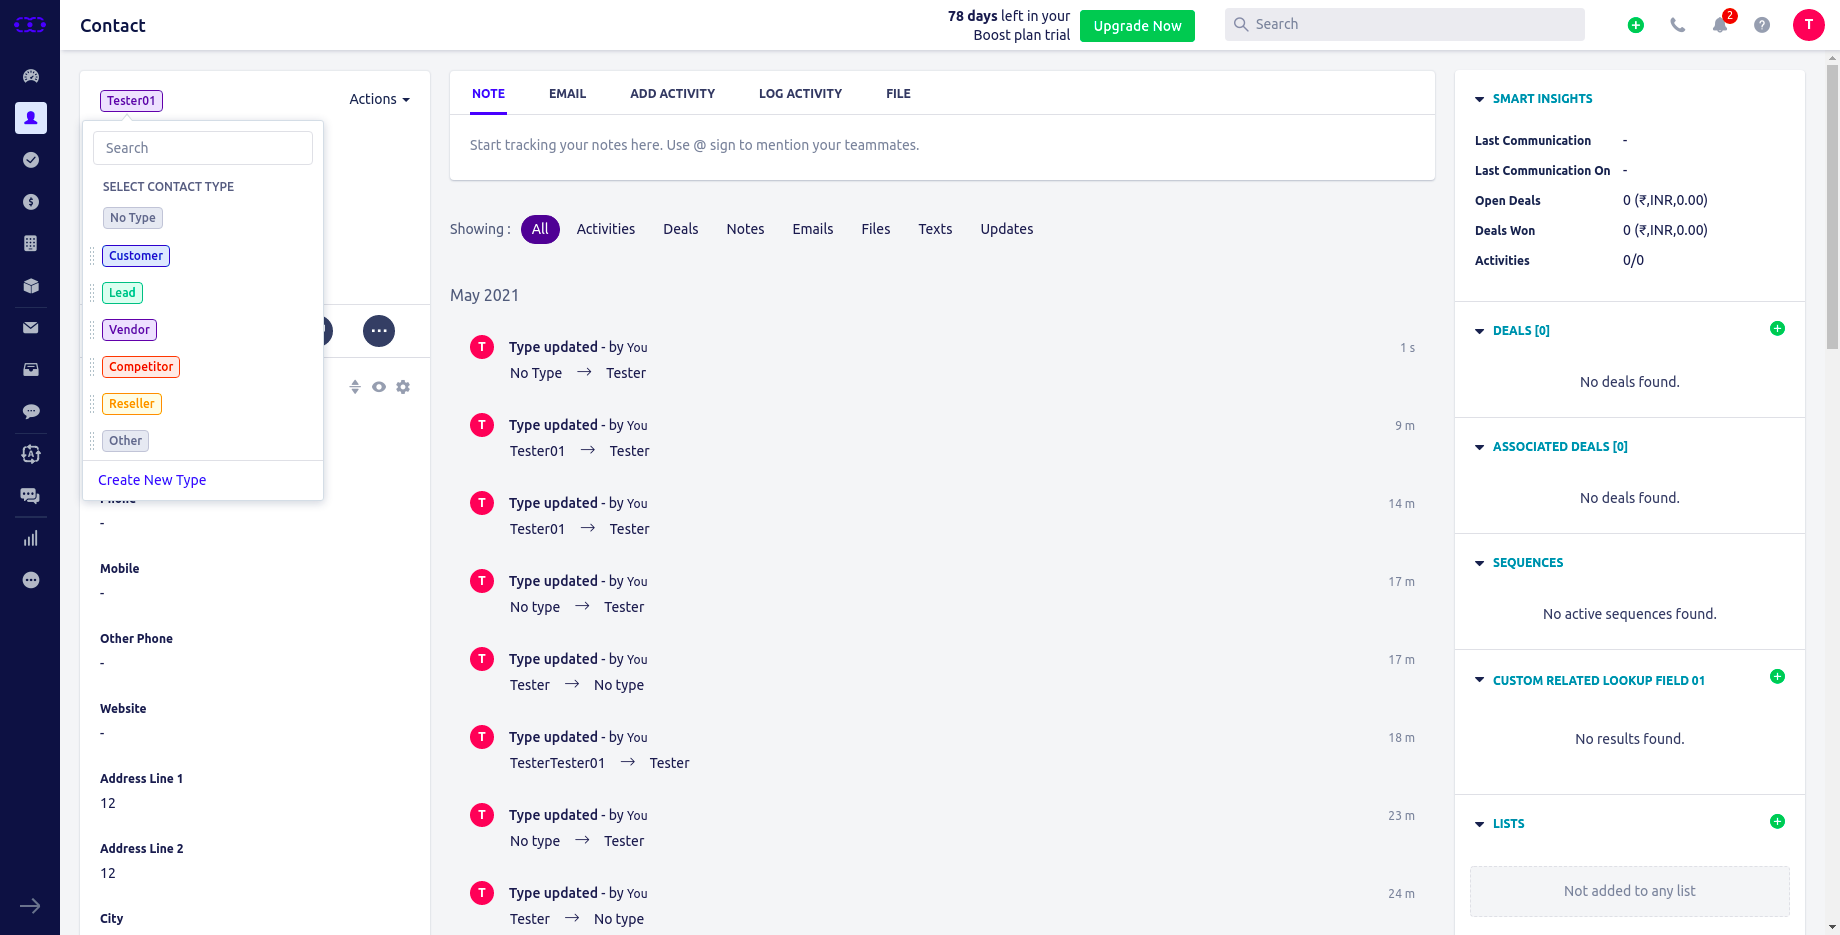 Contact
78 days left in your
Boost plan trial
Upgrade Now
Search
2
T
Tester01
Actions
Search
SELECT CONTACT TYPE
No Type
Customer
Lead
Vendor
Competitor
Reseller
Other
Create New Type
-
Mobile
-
Other Phone
-
Website
-
Address Line 1
12
Address Line 2
12
City
NOTE EMAIL ADD ACTIVITY LOG ACTIVITY FILE
Start tracking your notes here. Use @ sign to mention your teammates.
Showing : All Activities Deals Notes Emails Files Texts Updates
May 2021
T Type updated - by You 1 s
No Type → Tester
T Type updated - by You 9 m
Tester01 → Tester
T Type updated - by You 14 m
Tester01 → Tester
T Type updated - by You 17 m
No type → Tester
T Type updated - by You 17 m
Tester → No type
T Type updated - by You 18 m
TesterTester01 → Tester
T Type updated - by You 23 m
No type → Tester
T Type updated - by You 24 m
Tester → No type
SMART INSIGHTS
Last Communication -
Last Communication On -
Open Deals 0 (₹,INR,0.00)
Deals Won 0 (₹,INR,0.00)
Activities 0/0
DEALS [0]
No deals found.
ASSOCIATED DEALS [0]
No deals found.
SEQUENCES
No active sequences found.
CUSTOM RELATED LOOKUP FIELD 01
No results found.
LISTS
Not added to any list